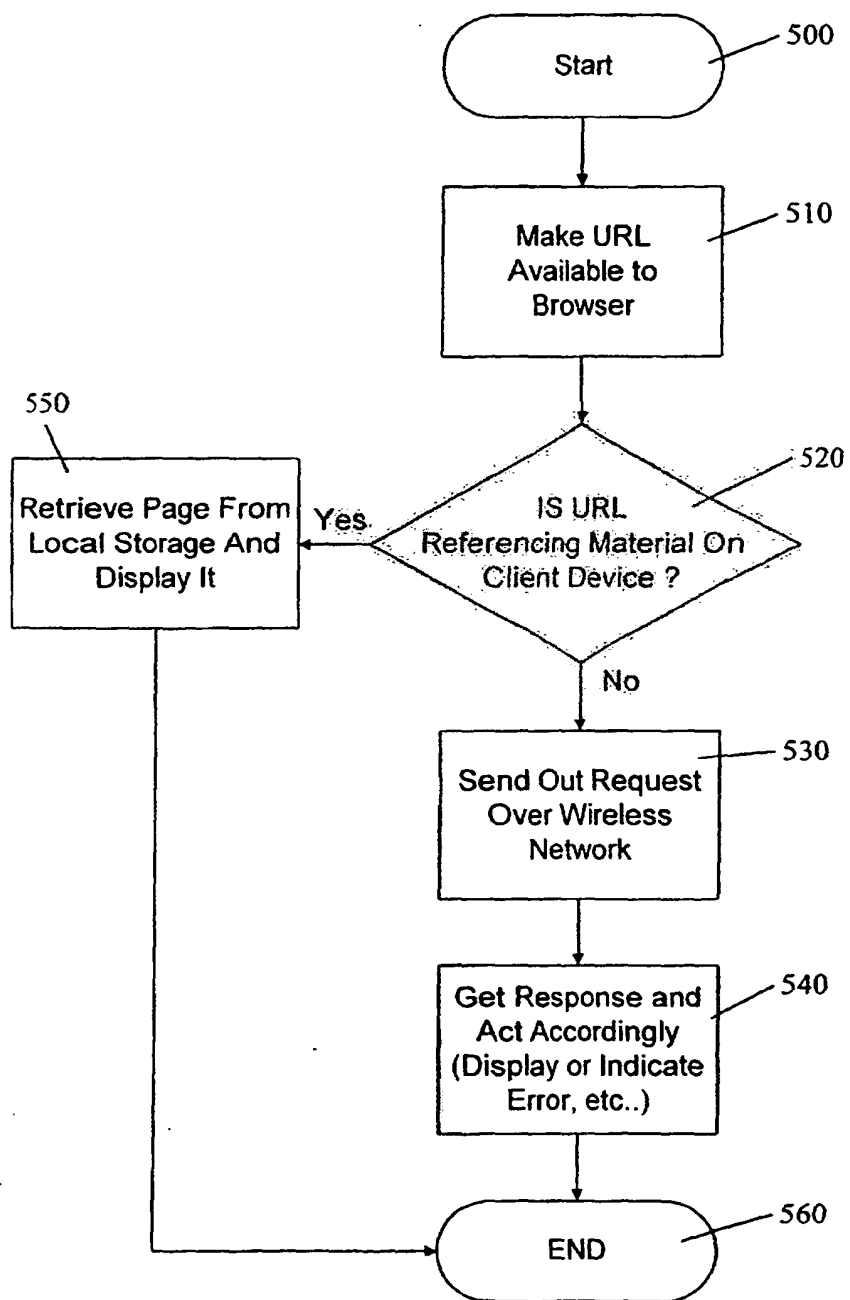 500
Start
510
Make URL
Available to
Browser
550
520
Retrieve Page From
Local Storage And
Display It
Yes
IS URL
Referencing Material On
Client Device ?
No
530
Send Out Request
Over Wireless
Network
540
Get Response and
Act Accordingly
(Display or Indicate
Error, etc..)
560
END